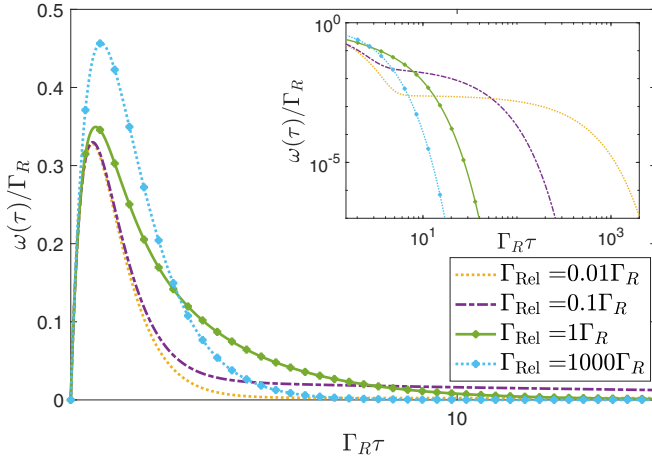 0.5
0.4
0.3
0.2
0.1
0
10
ω(τ)/Γ_R
Γ_Rτ
10^0
10^-5
10^1
10^3
ω(τ)/Γ_R
Γ_Rτ
Γ_Rel =0.01Γ_R
Γ_Rel =0.1Γ_R
Γ_Rel =1Γ_R
Γ_Rel =1000Γ_R